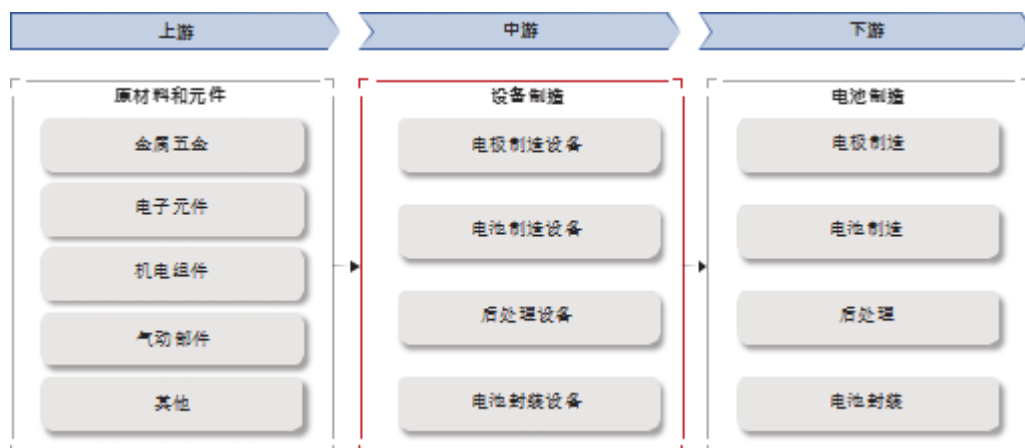 上游
中游
下游
原材料和元件
金属五金
电子元件
机电组件
气动部件
其他
设备制造
电极制造设备
电池制造设备
后处理设备
电池封装设备
电池制造
电极制造
电池制造
后处理
电池封装